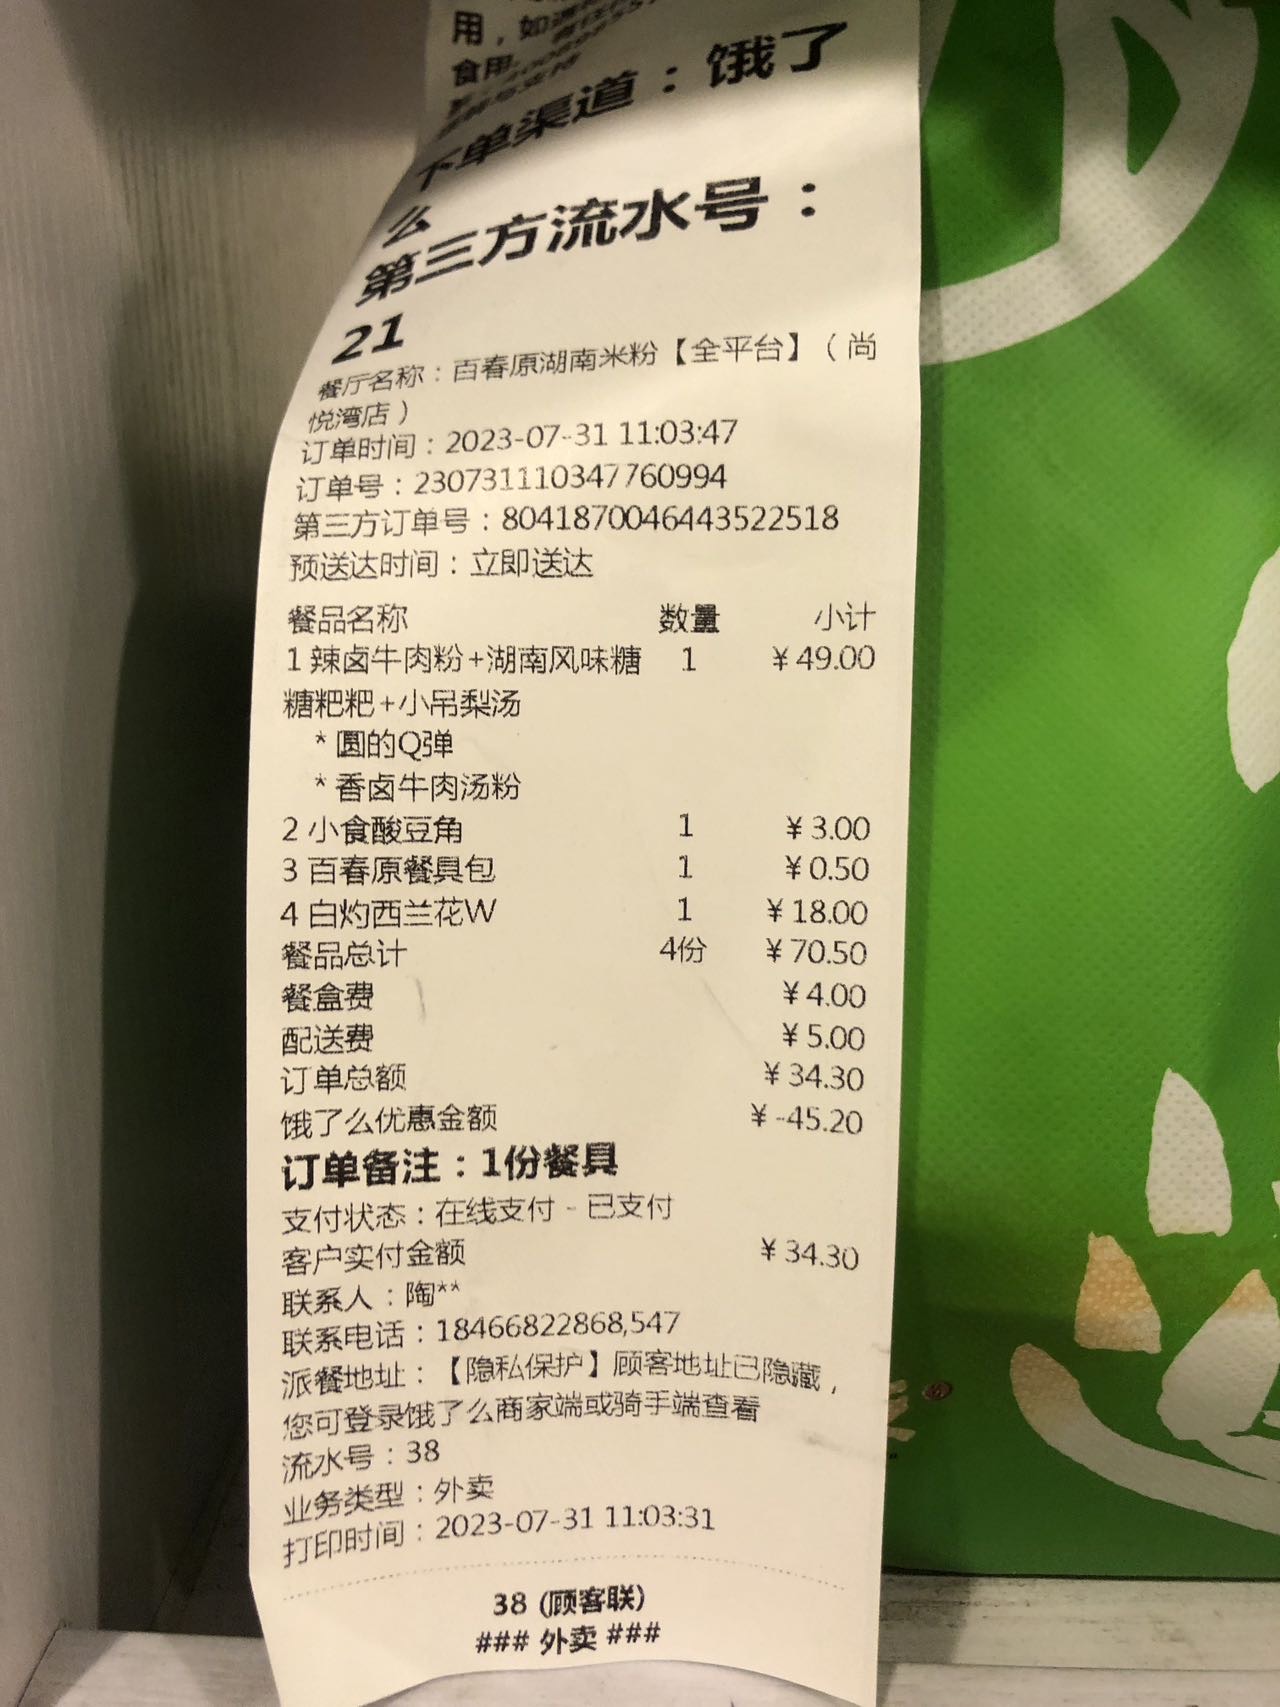 用，如
食用
下单渠道：饿了
么
第三方流水号：
21
餐厅名称：百春原湖南米粉【全平台】（尚
悦湾店）
订单时间：2023-07-31 11:03:47
订单号：230731110347760994
第三方订单号：8041870046443522518
预送达时间：立即送达
餐品名称 数量 小计
1 辣卤牛肉粉+湖南风味糖 1 ￥49.00
糖粑粑+小吊梨汤
* 圆的Q弹
* 香卤牛肉汤粉
2 小食酸豆角 1 ￥3.00
3 百春原餐具包 1 ￥0.50
4 白灼西兰花W 1 ￥18.00
餐品总计 4份 ￥70.50
餐盒费 ￥4.00
配送费 ￥5.00
订单总额 ￥34.30
饿了么优惠金额 ￥-45.20
订单备注：1份餐具
支付状态：在线支付 - 已支付
客户实付金额 ￥34.30
联系人：陶**
联系电话：18466822868,547
派餐地址：【隐私保护】顾客地址已隐藏，
您可登录饿了么商家端或骑手端查看
流水号：38
业务类型：外卖
打印时间：2023-07-31 11:03:31
38 (顾客联)
### 外卖 ###